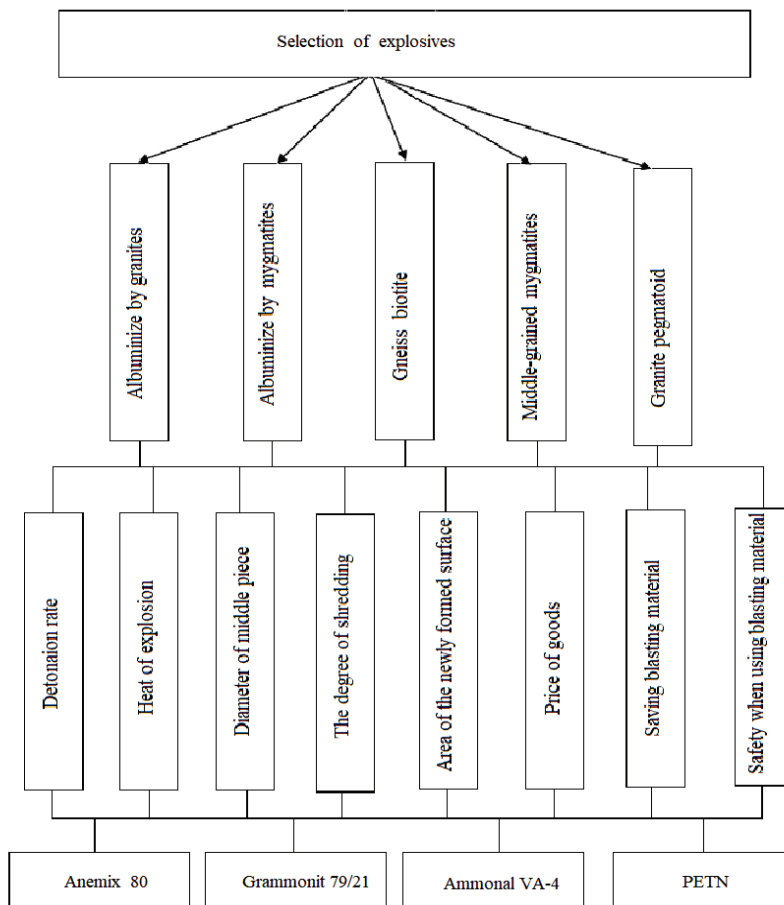 Selection of explosives
Albuminize by granites
Albuminize by mygmatites
Gneiss biotite
Middle-grained mygmatites
Granite pegmatoid
Detonaion rate
Heat of explosion
Diameter of middle piece
The degree of shredding
Area of the newly formed surface
Price of goods
Saving blasting material
Safety when using blasting material
Anemix 80
Grammonit 79/21
Ammonal VA-4
PETN